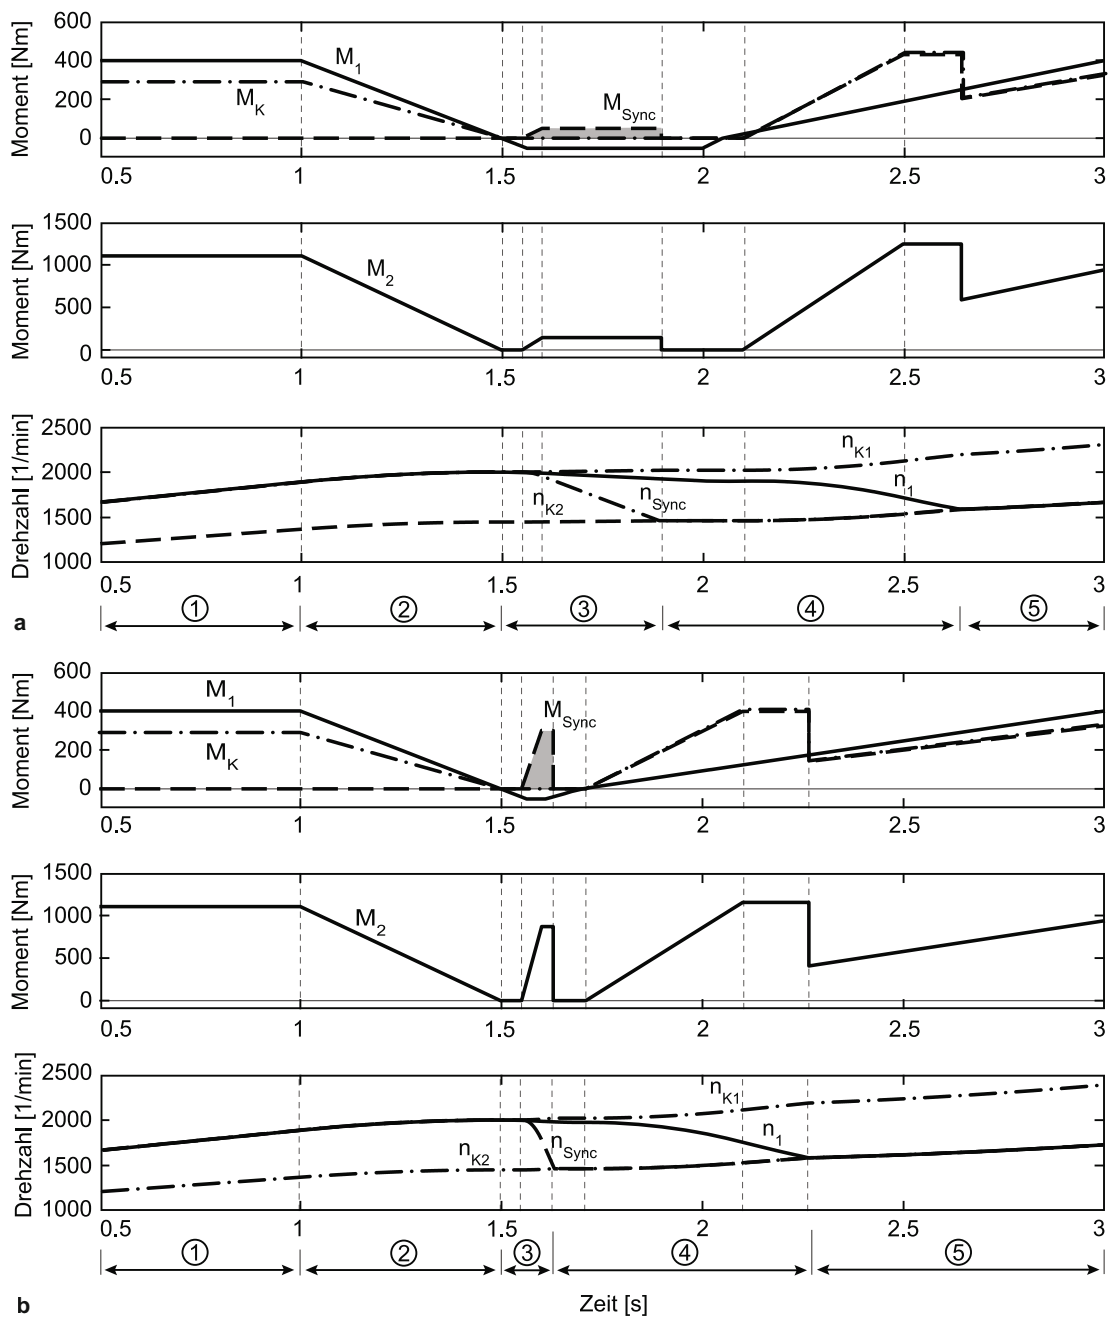 Moment [Nm]
600
400
200
0
M1
MK
MSync
0.5 1 1.5 2 2.5 3
Moment [Nm]
1500
1000
500
0
M2
0.5 1 1.5 2 2.5 3
Drehzahl [1/min]
2500
2000
1500
1000
nK1
n1
nSync
nK2
0.5 1 1.5 2 2.5 3
① ② ③ ④ ⑤
a
Moment [Nm]
600
400
200
0
M1
MK
MSync
0.5 1 1.5 2 2.5 3
Moment [Nm]
1500
1000
500
0
M2
0.5 1 1.5 2 2.5 3
Drehzahl [1/min]
2500
2000
1500
1000
nK1
n1
nSync
nK2
0.5 1 1.5 2 2.5 3
① ② ③ ④ ⑤
b
Zeit [s]